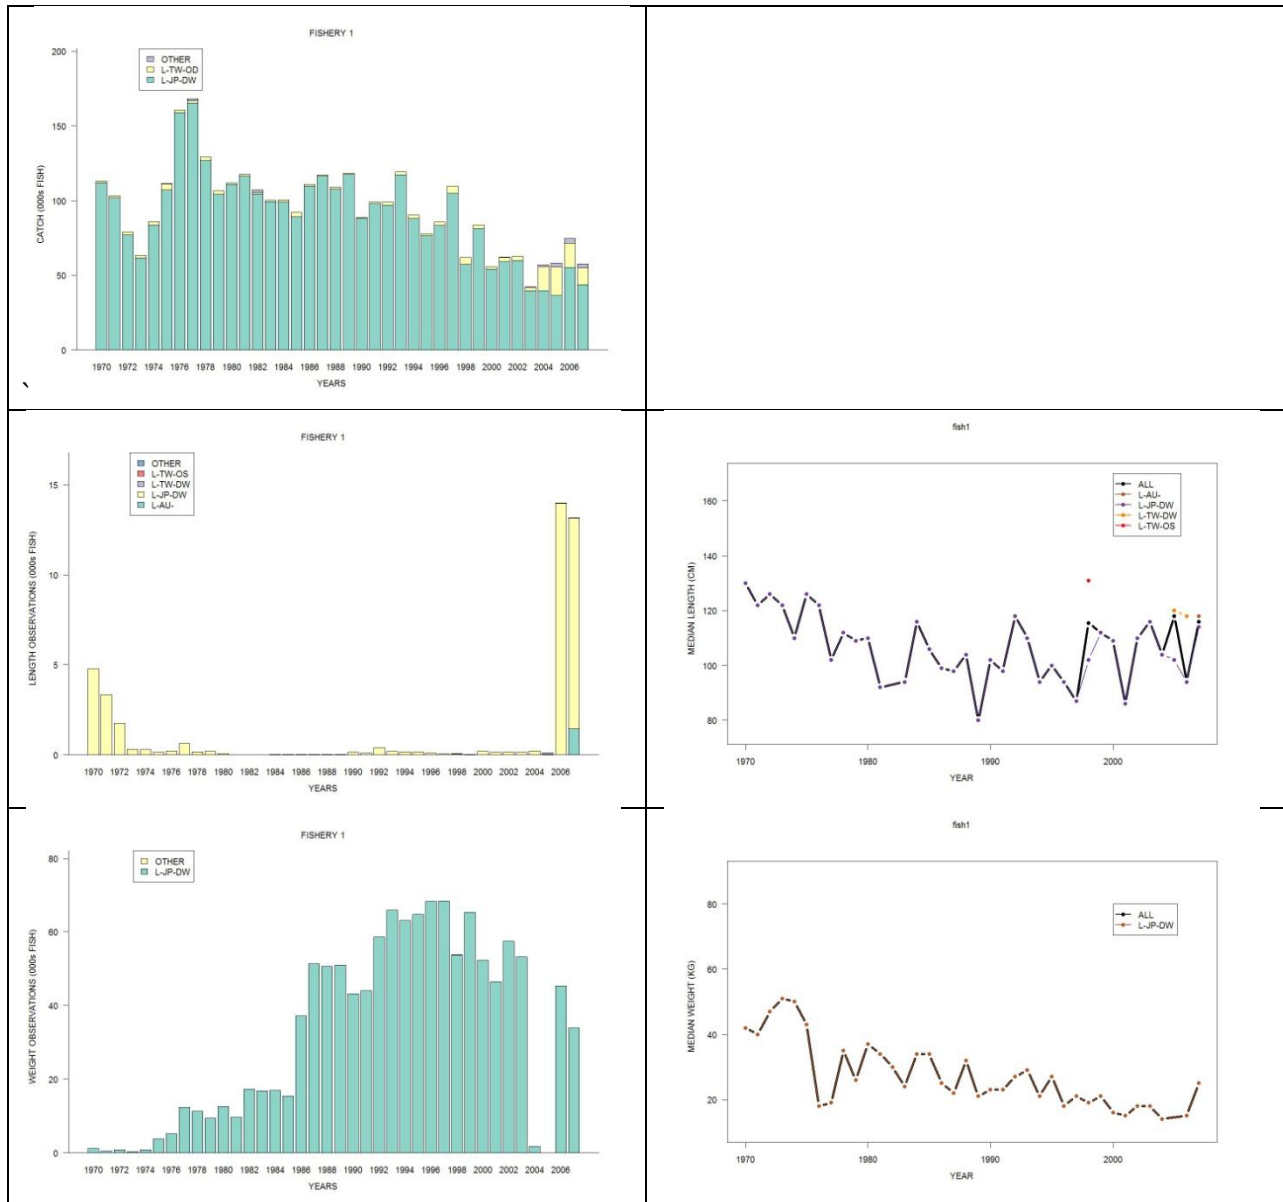 FISHERY 1
200
150
100
50
0
CATCH (000s FISH)
OTHER
L-TW-OD
L-JP-DW
1970 1972 1974 1976 1978 1980 1982 1984 1986 1988 1990 1992 1994 1996 1998 2000 2002 2004 2006
YEARS
`
FISHERY 1
15
10
5
0
LENGTH OBSERVATIONS (000s FISH)
OTHER
L-TW-OS
L-TW-DW
L-JP-DW
L-AU-
1970 1972 1974 1976 1978 1980 1982 1984 1986 1988 1990 1992 1994 1996 1998 2000 2002 2004 2006
YEARS
fish1
160
140
120
100
80
MEDIAN LENGTH (CM)
ALL
L-AU-
L-JP-DW
L-TW-DW
L-TW-OS
1970 1980 1990 2000
YEAR
FISHERY 1
80
60
40
20
0
WEIGHT OBSERVATIONS (000s FISH)
OTHER
L-JP-DW
1970 1972 1974 1976 1978 1980 1982 1984 1986 1988 1990 1992 1994 1996 1998 2000 2002 2004 2006
YEARS
fish1
80
60
40
20
MEDIAN WEIGHT (KG)
ALL
L-JP-DW
1970 1980 1990 2000
YEAR